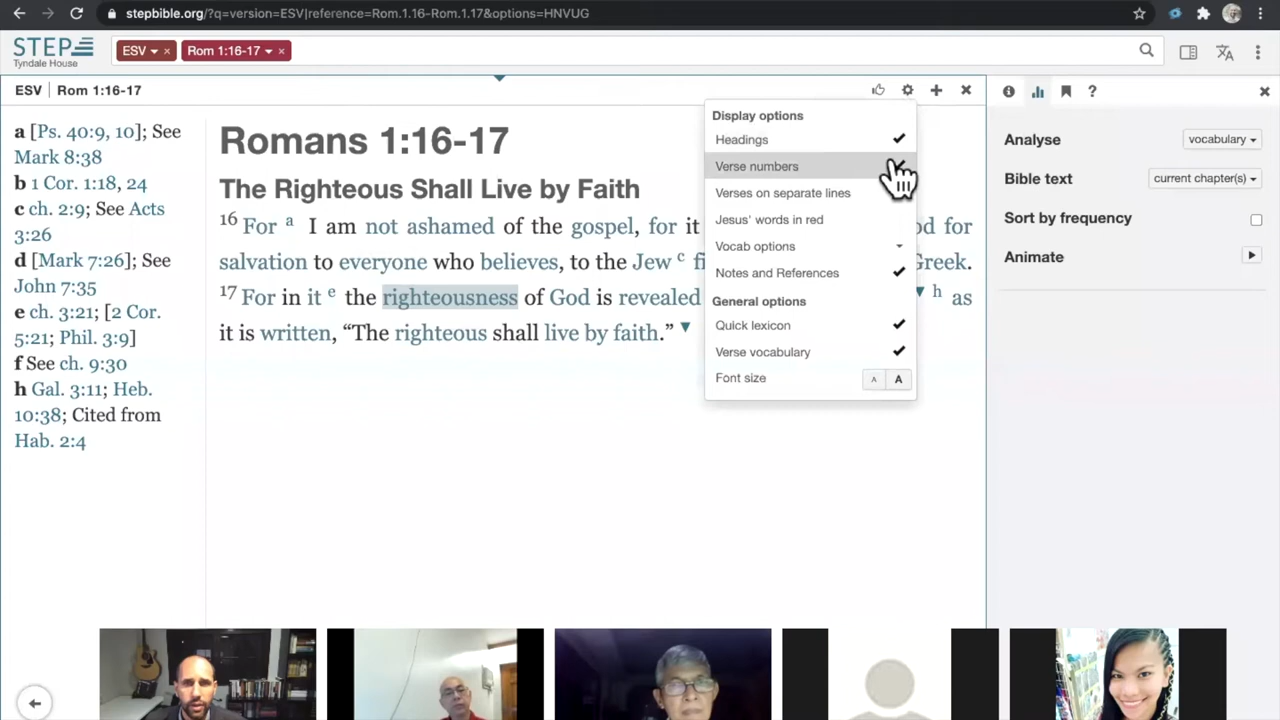 stepbible.org/?q=version=ESV|reference=Rom.1.16-Rom.1.17&options=HNVUG
STEP
Tyndale House
ESV Rom 1:16-17
ESV Rom 1:16-17
a [Ps. 40:9, 10]; See
Mark 8:38
b 1 Cor. 1:18, 24
c ch. 2:9; See Acts
3:26
d [Mark 7:26]; See
John 7:35
e ch. 3:21; [2 Cor.
5:21; Phil. 3:9]
f See ch. 9:30
h Gal. 3:11; Heb.
10:38; Cited from
Hab. 2:4
Romans 1:16-17
The Righteous Shall Live by Faith
16 For a I am not ashamed of the gospel, for it od for
salvation to everyone who believes, to the Jew c fi Greek.
17 For in it e the righteousness of God is revealed h as
it is written, “The righteous shall live by faith.”
Display options
Headings
Verse numbers
Verses on separate lines
Jesus' words in red
Vocab options
Notes and References
General options
Quick lexicon
Verse vocabulary
Font size A A
Analyse vocabulary
Bible text current chapter(s)
Sort by frequency
Animate